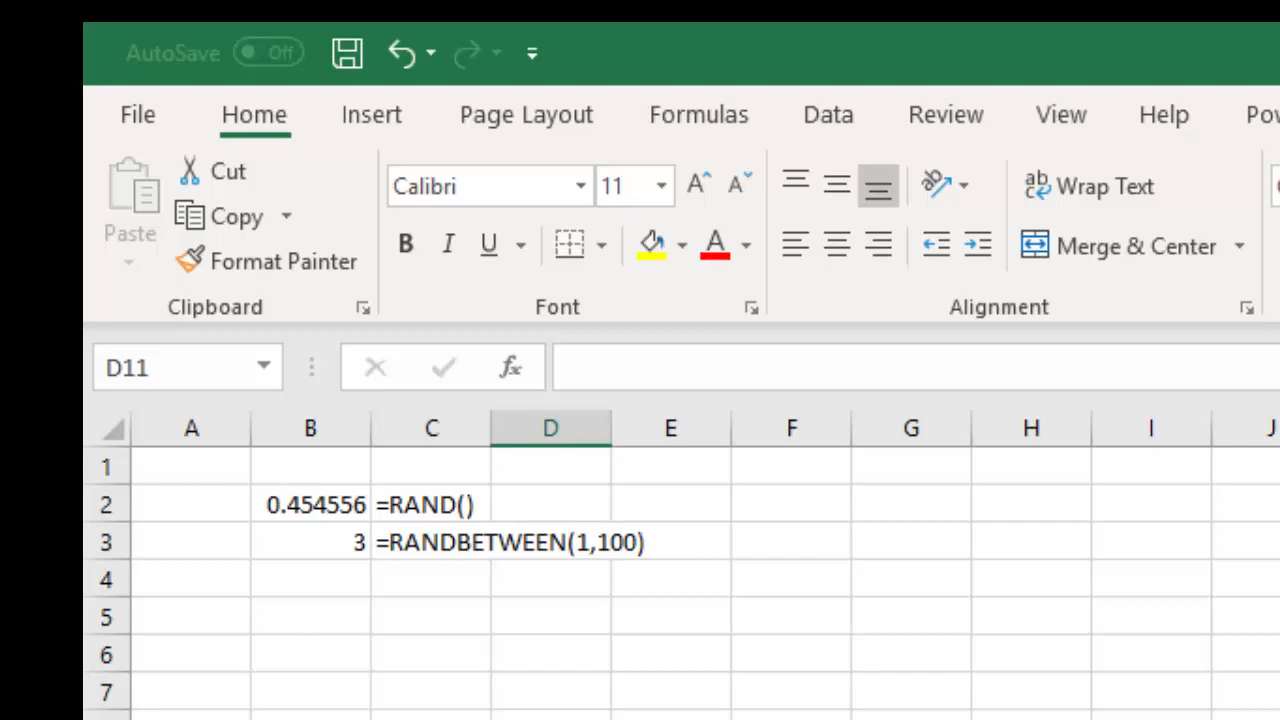 AutoSave Off
File Home Insert Page Layout Formulas Data Review View Help
Cut
Copy
Paste
Format Painter
Clipboard
Calibri 11
B I U A
Font
ab Wrap Text
Merge & Center
Alignment
D11 fx
A B C D E F G H I J
1
2 0.454556 =RAND()
3 3 =RANDBETWEEN(1,100)
4
5
6
7